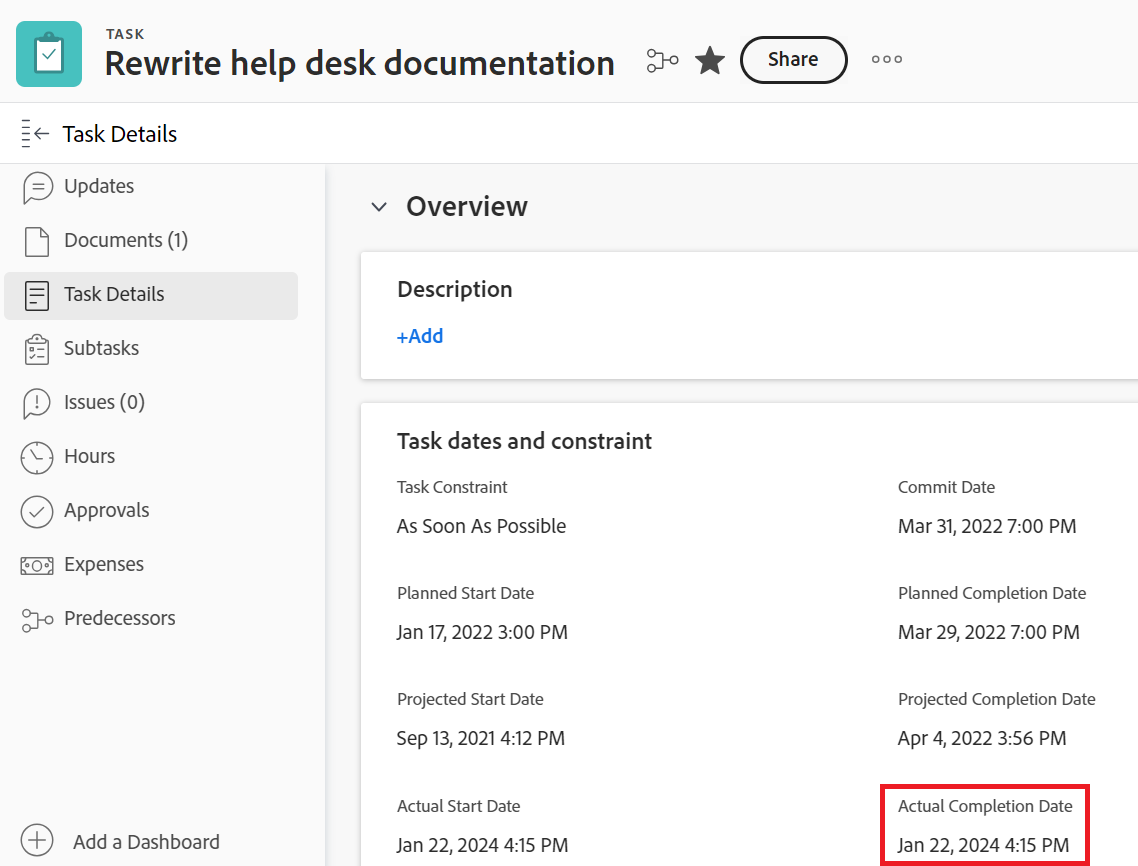 TASK
Rewrite help desk documentation
Share
Task Details
Updates
Documents (1)
Task Details
Subtasks
Issues (0)
Hours
Approvals
Expenses
Predecessors
Add a Dashboard
Overview
Description
+Add
Task dates and constraint
Task Constraint
As Soon As Possible
Commit Date
Mar 31, 2022 7:00 PM
Planned Start Date
Jan 17, 2022 3:00 PM
Planned Completion Date
Mar 29, 2022 7:00 PM
Projected Start Date
Sep 13, 2021 4:12 PM
Projected Completion Date
Apr 4, 2022 3:56 PM
Actual Start Date
Jan 22, 2024 4:15 PM
Actual Completion Date
Jan 22, 2024 4:15 PM